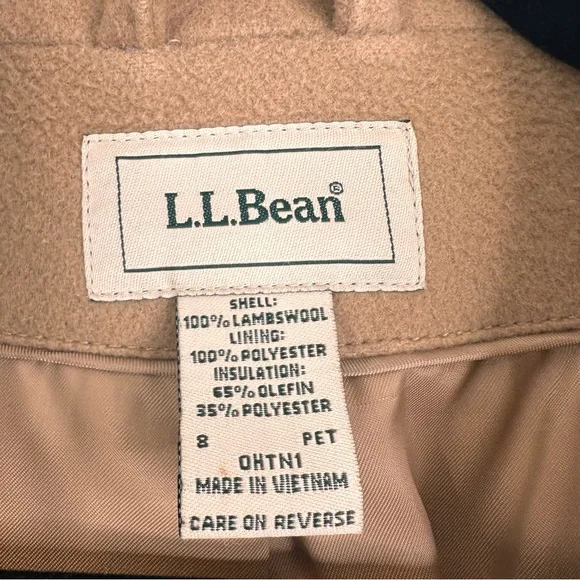 L.L.Bean®
SHELL:
100% LAMBSWOOL
LINING:
100% POLYESTER
INSULATION:
65% OLEFIN
35% POLYESTER
8 PET
OHTN1
MADE IN VIETNAM
CARE ON REVERSE